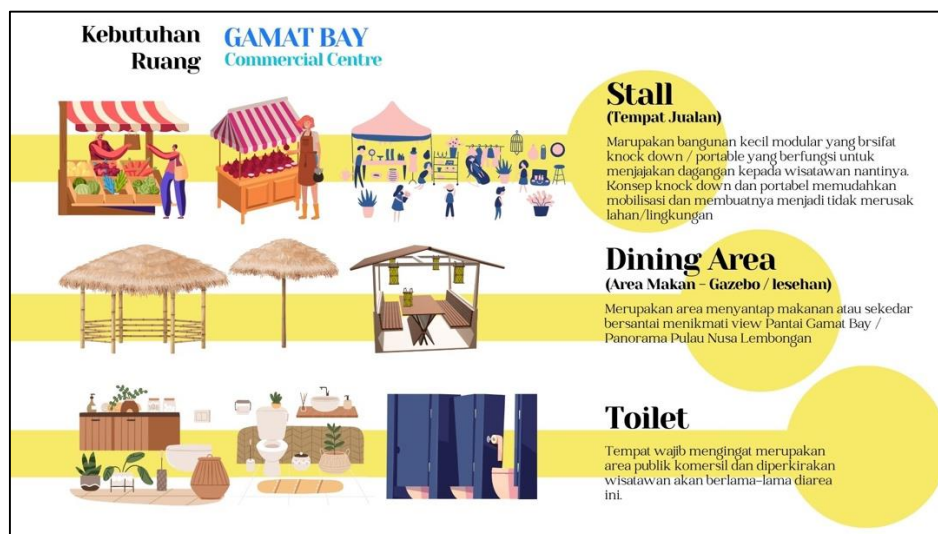 Kebutuhan
Ruang
GAMAT BAY
Commercial Centre
Stall
(Tempat Jualan)
Marupakan bangunan kecil modular yang brsifat
knock down / portable yang berfungsi untuk
menjajakan dagangan kepada wisatawan nantinya.
Konsep knock down dan portabel memudahkan
mobilisasi dan membuatnya menjadi tidak merusak
lahan/lingkungan
Dining Area
(Area Makan - Gazebo / lesehan)
Merupakan area menyantap makanan atau sekedar
bersantai menikmati view Pantai Gamat Bay /
Panorama Pulau Nusa Lembongan
Toilet
Tempat wajib mengingat merupakan
area publik komersil dan diperkirakan
wisatawan akan berlama-lama diarea
ini.